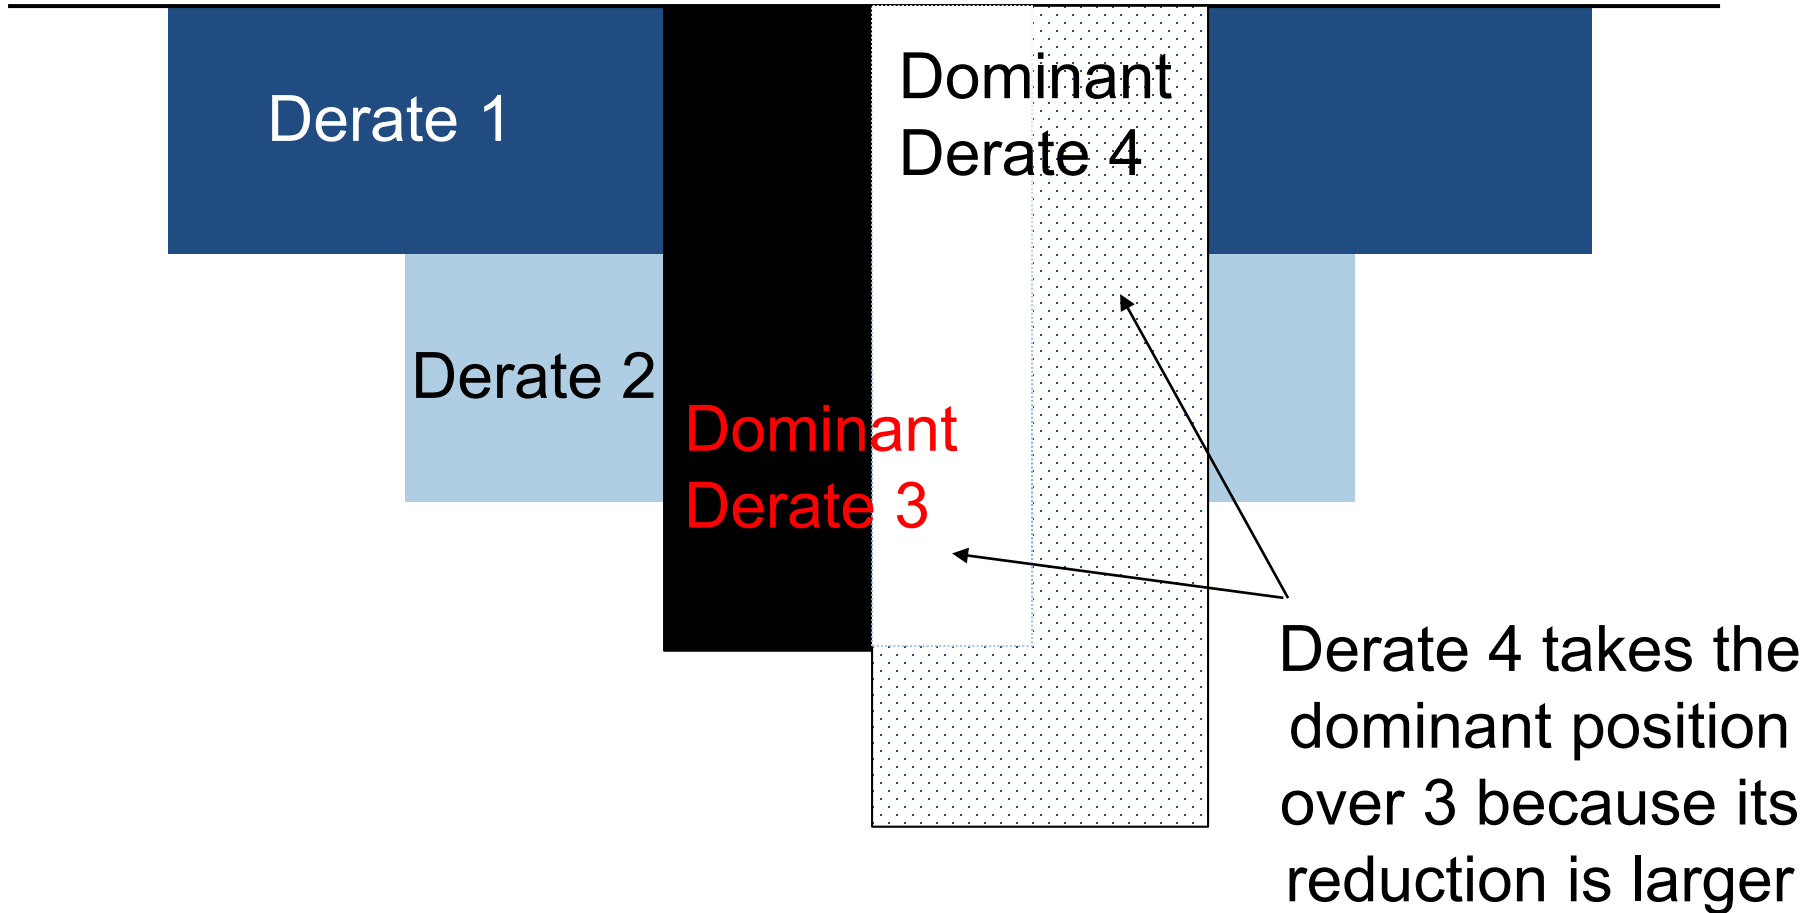 Derate 1
Dominant
Derate 4
Derate 2
Dominant
Derate 3
Derate 4 takes the
dominant position
over 3 because its
reduction is larger